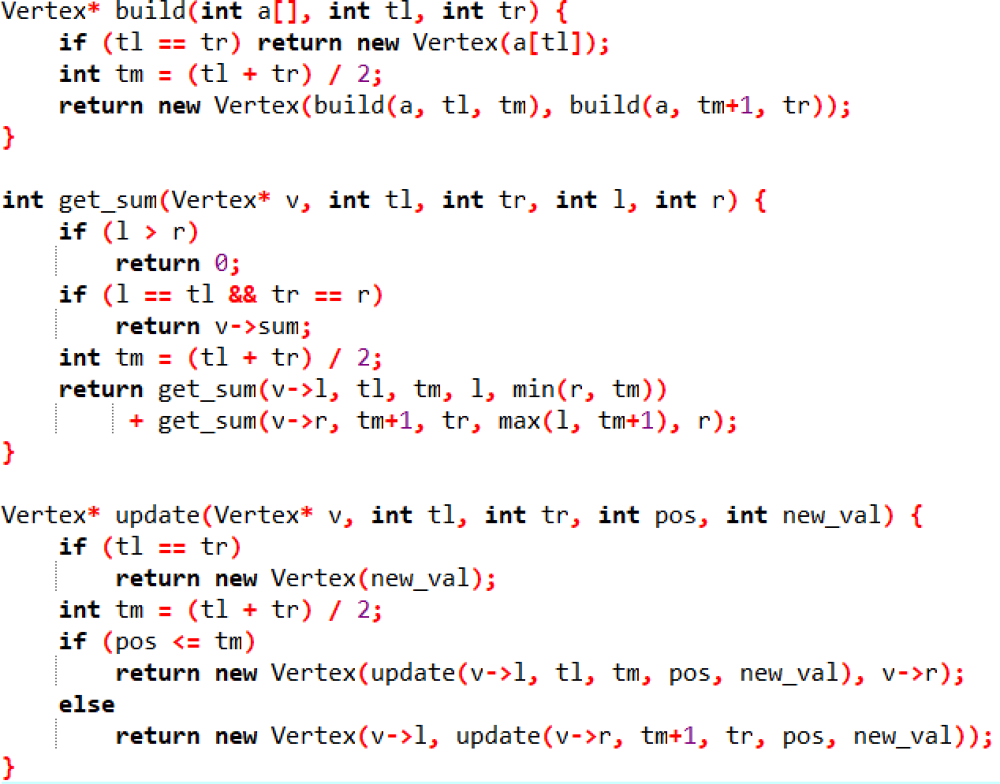 Vertex* build(int a[], int tl, int tr) {
    if (tl == tr) return new Vertex(a[tl]);
    int tm = (tl + tr) / 2;
    return new Vertex(build(a, tl, tm), build(a, tm+1, tr));
}

int get_sum(Vertex* v, int tl, int tr, int l, int r) {
    if (l > r)
        return 0;
    if (l == tl && tr == r)
        return v->sum;
    int tm = (tl + tr) / 2;
    return get_sum(v->l, tl, tm, l, min(r, tm))
         + get_sum(v->r, tm+1, tr, max(l, tm+1), r);
}

Vertex* update(Vertex* v, int tl, int tr, int pos, int new_val) {
    if (tl == tr)
        return new Vertex(new_val);
    int tm = (tl + tr) / 2;
    if (pos <= tm)
        return new Vertex(update(v->l, tl, tm, pos, new_val), v->r);
    else
        return new Vertex(v->l, update(v->r, tm+1, tr, pos, new_val));
}